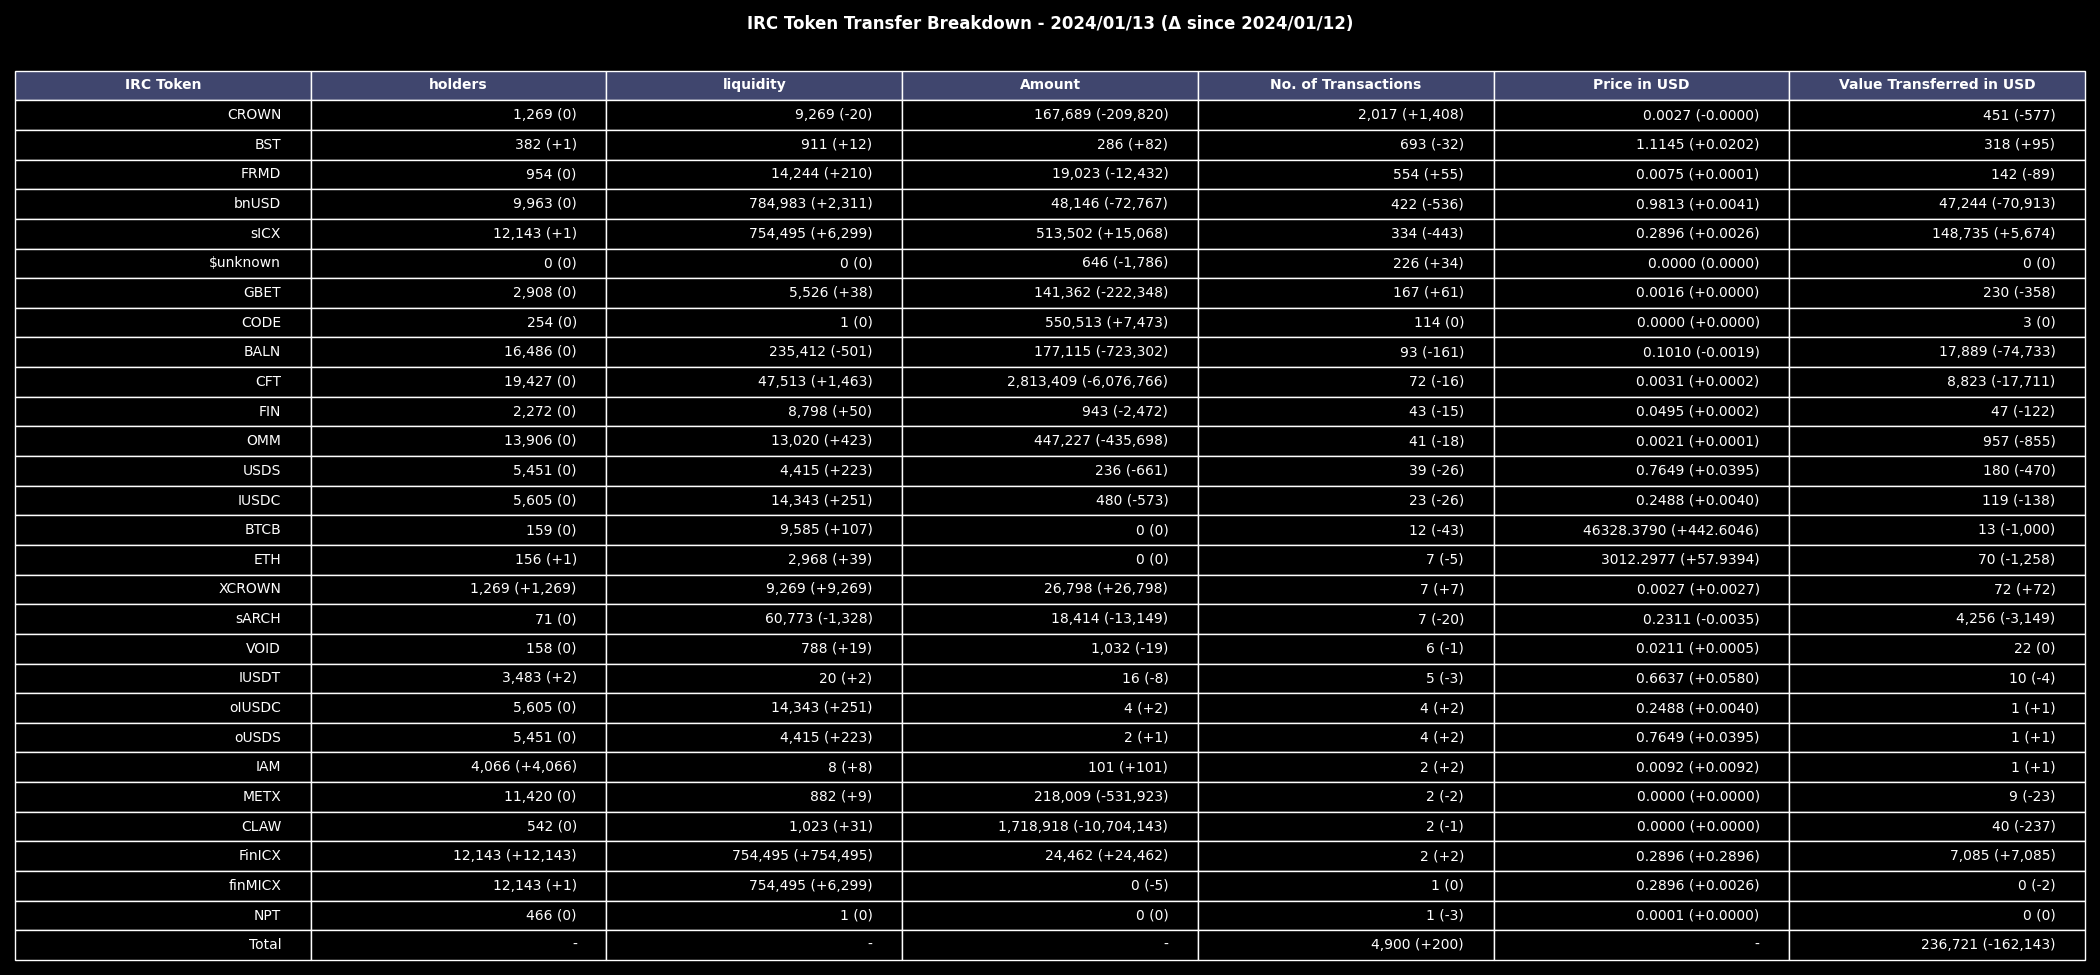 IRC Token Transfer Breakdown - 2024/01/13 (Δ since 2024/01/12)
IRC Token holders liquidity Amount No. of Transactions Price in USD Value Transferred in USD
CROWN 1,269 (0) 9,269 (-20) 167,689 (-209,820) 2,017 (+1,408) 0.0027 (-0.0000) 451 (-577)
BST 382 (+1) 911 (+12) 286 (+82) 693 (-32) 1.1145 (+0.0202) 318 (+95)
FRMD 954 (0) 14,244 (+210) 19,023 (-12,432) 554 (+55) 0.0075 (+0.0001) 142 (-89)
bnUSD 9,963 (0) 784,983 (+2,311) 48,146 (-72,767) 422 (-536) 0.9813 (+0.0041) 47,244 (-70,913)
sICX 12,143 (+1) 754,495 (+6,299) 513,502 (+15,068) 334 (-443) 0.2896 (+0.0026) 148,735 (+5,674)
$unknown 0 (0) 0 (0) 646 (-1,786) 226 (+34) 0.0000 (0.0000) 0 (0)
GBET 2,908 (0) 5,526 (+38) 141,362 (-222,348) 167 (+61) 0.0016 (+0.0000) 230 (-358)
CODE 254 (0) 1 (0) 550,513 (+7,473) 114 (0) 0.0000 (+0.0000) 3 (0)
BALN 16,486 (0) 235,412 (-501) 177,115 (-723,302) 93 (-161) 0.1010 (-0.0019) 17,889 (-74,733)
CFT 19,427 (0) 47,513 (+1,463) 2,813,409 (-6,076,766) 72 (-16) 0.0031 (+0.0002) 8,823 (-17,711)
FIN 2,272 (0) 8,798 (+50) 943 (-2,472) 43 (-15) 0.0495 (+0.0002) 47 (-122)
OMM 13,906 (0) 13,020 (+423) 447,227 (-435,698) 41 (-18) 0.0021 (+0.0001) 957 (-855)
USDS 5,451 (0) 4,415 (+223) 236 (-661) 39 (-26) 0.7649 (+0.0395) 180 (-470)
IUSDC 5,605 (0) 14,343 (+251) 480 (-573) 23 (-26) 0.2488 (+0.0040) 119 (-138)
BTCB 159 (0) 9,585 (+107) 0 (0) 12 (-43) 46328.3790 (+442.6046) 13 (-1,000)
ETH 156 (+1) 2,968 (+39) 0 (0) 7 (-5) 3012.2977 (+57.9394) 70 (-1,258)
XCROWN 1,269 (+1,269) 9,269 (+9,269) 26,798 (+26,798) 7 (+7) 0.0027 (+0.0027) 72 (+72)
sARCH 71 (0) 60,773 (-1,328) 18,414 (-13,149) 7 (-20) 0.2311 (-0.0035) 4,256 (-3,149)
VOID 158 (0) 788 (+19) 1,032 (-19) 6 (-1) 0.0211 (+0.0005) 22 (0)
IUSDT 3,483 (+2) 20 (+2) 16 (-8) 5 (-3) 0.6637 (+0.0580) 10 (-4)
oIUSDC 5,605 (0) 14,343 (+251) 4 (+2) 4 (+2) 0.2488 (+0.0040) 1 (+1)
oUSDS 5,451 (0) 4,415 (+223) 2 (+1) 4 (+2) 0.7649 (+0.0395) 1 (+1)
IAM 4,066 (+4,066) 8 (+8) 101 (+101) 2 (+2) 0.0092 (+0.0092) 1 (+1)
METX 11,420 (0) 882 (+9) 218,009 (-531,923) 2 (-2) 0.0000 (+0.0000) 9 (-23)
CLAW 542 (0) 1,023 (+31) 1,718,918 (-10,704,143) 2 (-1) 0.0000 (+0.0000) 40 (-237)
FinICX 12,143 (+12,143) 754,495 (+754,495) 24,462 (+24,462) 2 (+2) 0.2896 (+0.2896) 7,085 (+7,085)
finMICX 12,143 (+1) 754,495 (+6,299) 0 (-5) 1 (0) 0.2896 (+0.0026) 0 (-2)
NPT 466 (0) 1 (0) 0 (0) 1 (-3) 0.0001 (+0.0000) 0 (0)
Total - - - 4,900 (+200) - 236,721 (-162,143)